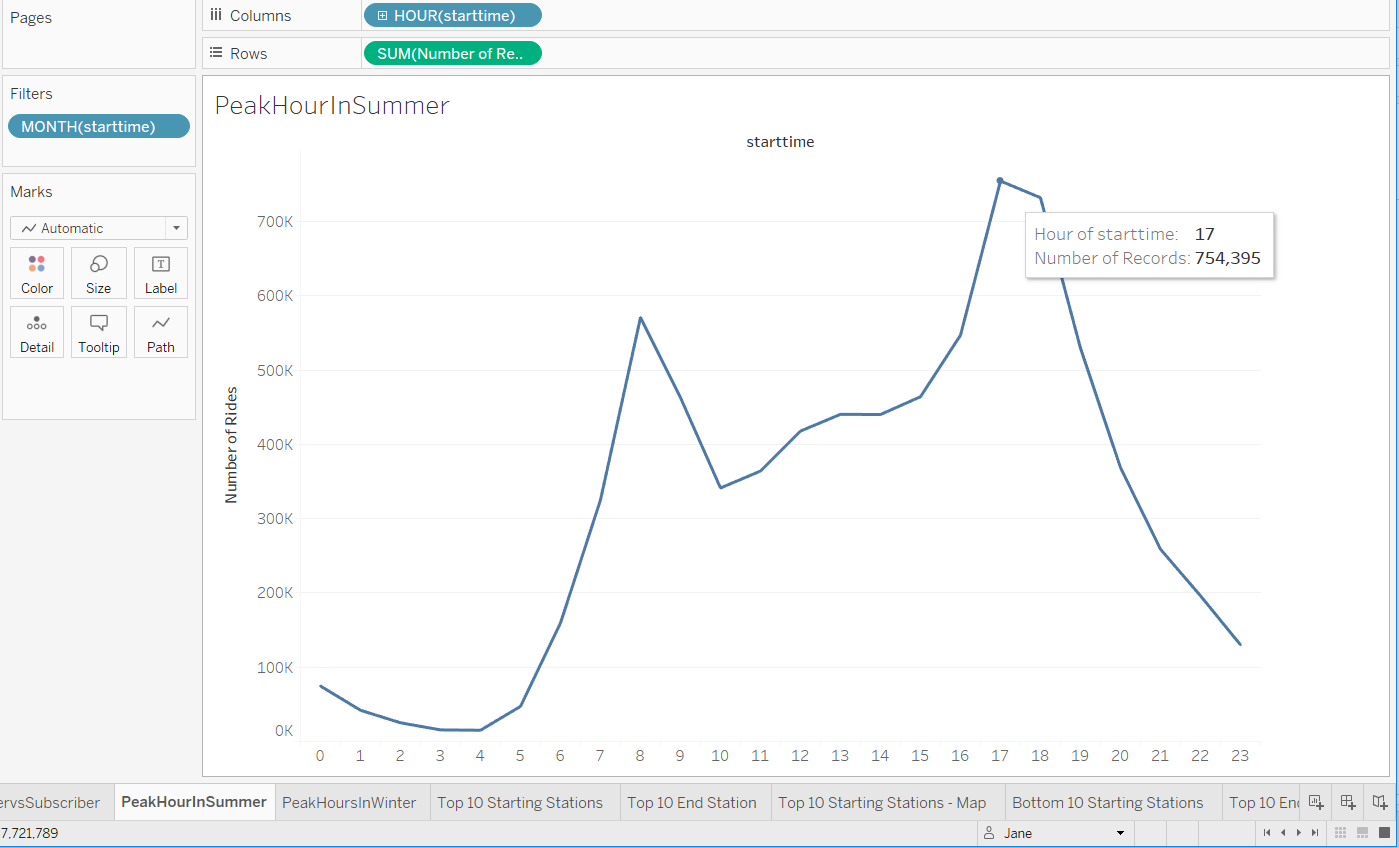 Pages
Columns
HOUR(starttime)
Rows
SUM(Number of Re..
Filters
MONTH(starttime)
Marks
Automatic
Color Size Label
Detail Tooltip Path
PeakHourInSummer
starttime
Number of Rides
700K
600K
500K
400K
300K
200K
100K
0K
Hour of starttime: 17
Number of Records: 754,395
0 1 2 3 4 5 6 7 8 9 10 11 12 13 14 15 16 17 18 19 20 21 22 23
ervsSubscriber PeakHourInSummer PeakHoursInWinter Top 10 Starting Stations Top 10 End Station Top 10 Starting Stations - Map Bottom 10 Starting Stations Top 10 En
7,721,789 Jane